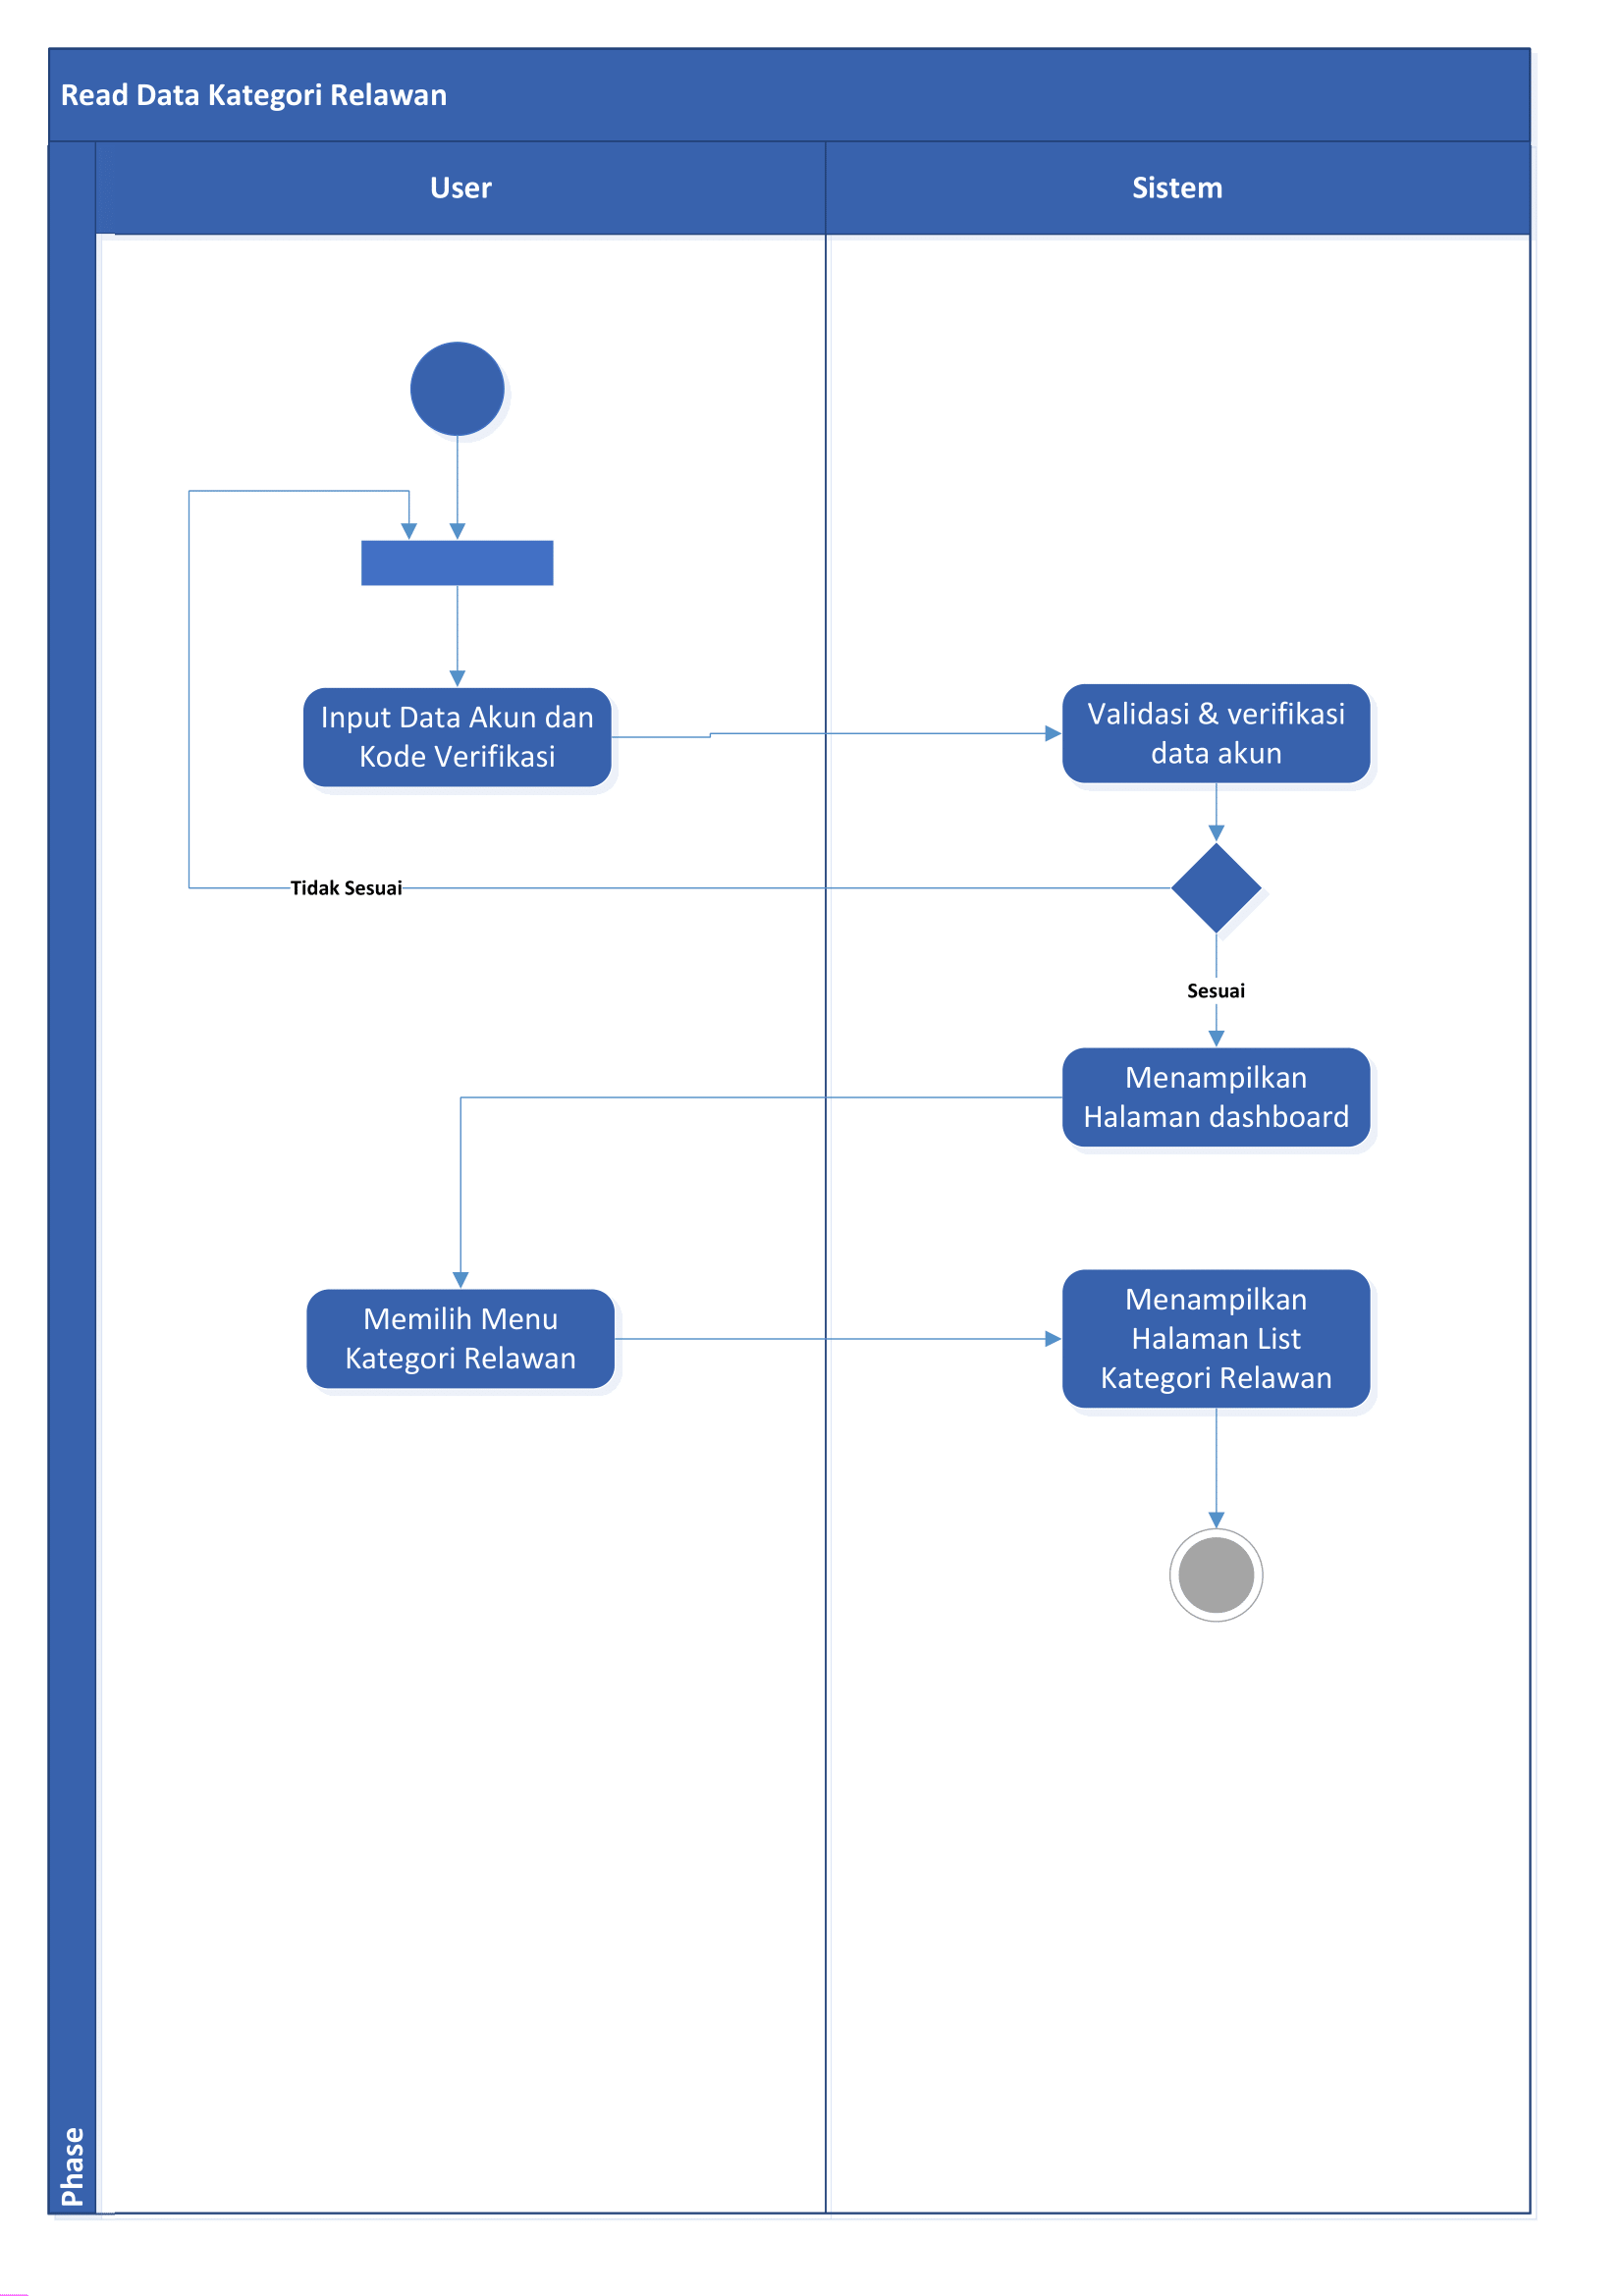 Read Data Kategori Relawan
User
Sistem
Input Data Akun dan
Kode Verifikasi
Validasi & verifikasi
data akun
Tidak Sesuai
Sesuai
Menampilkan
Halaman dashboard
Memilih Menu
Kategori Relawan
Menampilkan
Halaman List
Kategori Relawan
Phase